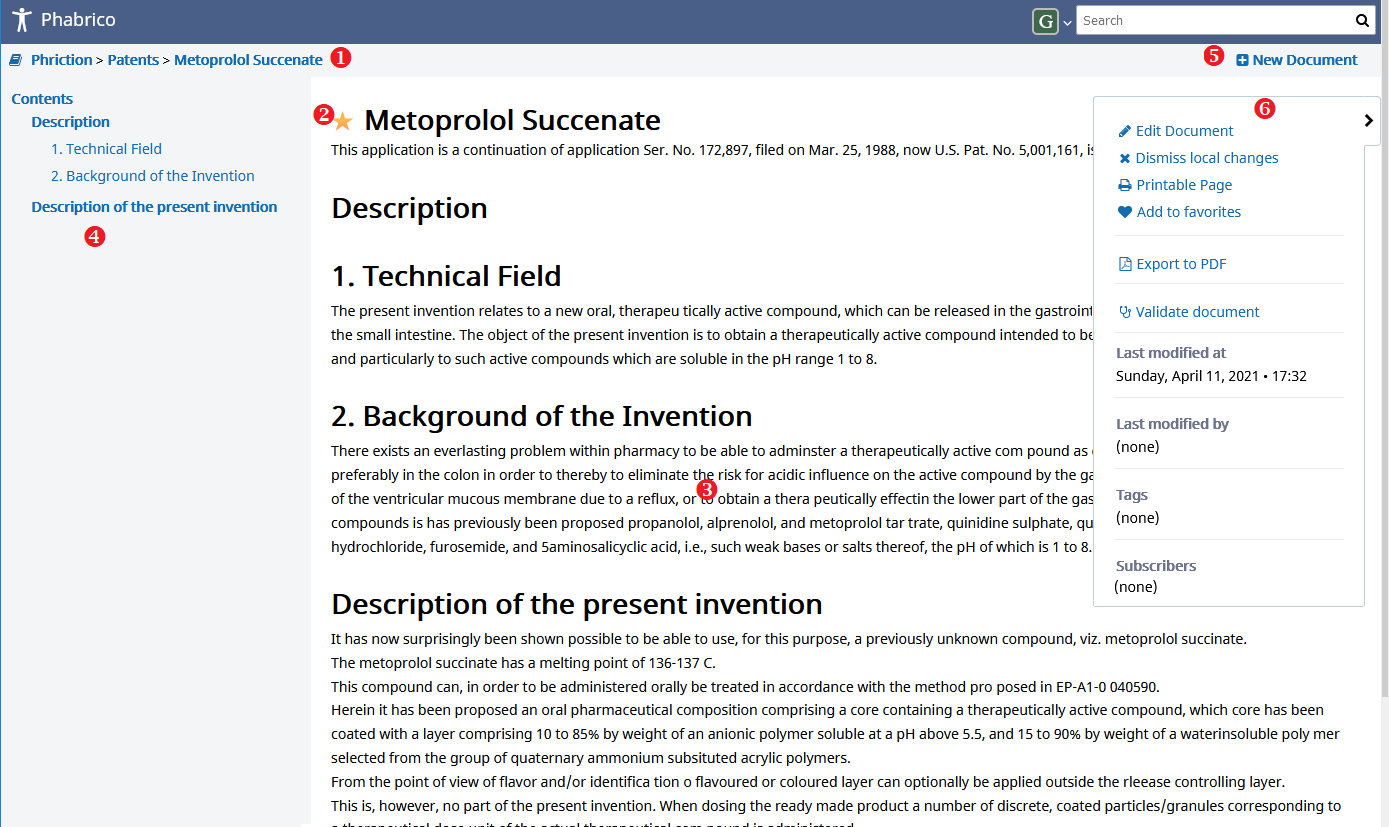 Phabrico
G
Search
Phriction > Patents > Metoprolol Succenate 1
5 New Document
Contents
Description
1. Technical Field
2. Background of the Invention
Description of the present invention
4
2 Metoprolol Succenate
This application is a continuation of application Ser. No. 172,897, filed on Mar. 25, 1988, now U.S. Pat. No. 5,001,161,
Description
1. Technical Field
The present invention relates to a new oral, therapeu tically active compound, which can be released in the
the small intestine. The object of the present invention is to obtain a therapeutically active compound intended to
and particularly to such active compounds which are soluble in the pH range 1 to 8.
2. Background of the Invention
There exists an everlasting problem within pharmacy to be able to adminster a therapeutically active com pound as
preferably in the colon in order to thereby to eliminate the risk for acidic influence on the active compound by the
of the ventricular mucous membrane due to a reflux, or to obtain a thera peutically effectin the lower part of the
3
compounds is has previously been proposed propanolol, alprenolol, and metoprolol tar trate, quinidine sulphate,
hydrochloride, furosemide, and 5aminosalicyclic acid, i.e., such weak bases or salts thereof, the pH of which is 1 to 8.
Description of the present invention
It has now surprisingly been shown possible to be able to use, for this purpose, a previously unknown compound, viz. metoprolol succinate.
The metoprolol succinate has a melting point of 136-137 C.
This compound can, in order to be administered orally be treated in accordance with the method pro posed in EP-A1-0 040590.
Herein it has been proposed an oral pharmaceutical composition comprising a core containing a therapeutically active compound, which core has been
coated with a layer comprising 10 to 85% by weight of an anionic polymer soluble at a pH above 5.5, and 15 to 90% by weight of a waterinsoluble poly mer
selected from the group of quaternary ammonium subsituted acrylic polymers.
From the point of view of flavor and/or identifica tion o flavoured or coloured layer can optionally be applied outside the rleease controlling layer.
This is, however, no part of the present invention. When dosing the ready made product a number of discrete, coated particles/granules corresponding to
a therapeutical dose unit of the actual therapeutical com pound is administered.
6
Edit Document
Dismiss local changes
Printable Page
Add to favorites
Export to PDF
Validate document
Last modified at
Sunday, April 11, 2021 • 17:32
Last modified by
(none)
Tags
(none)
Subscribers
(none)